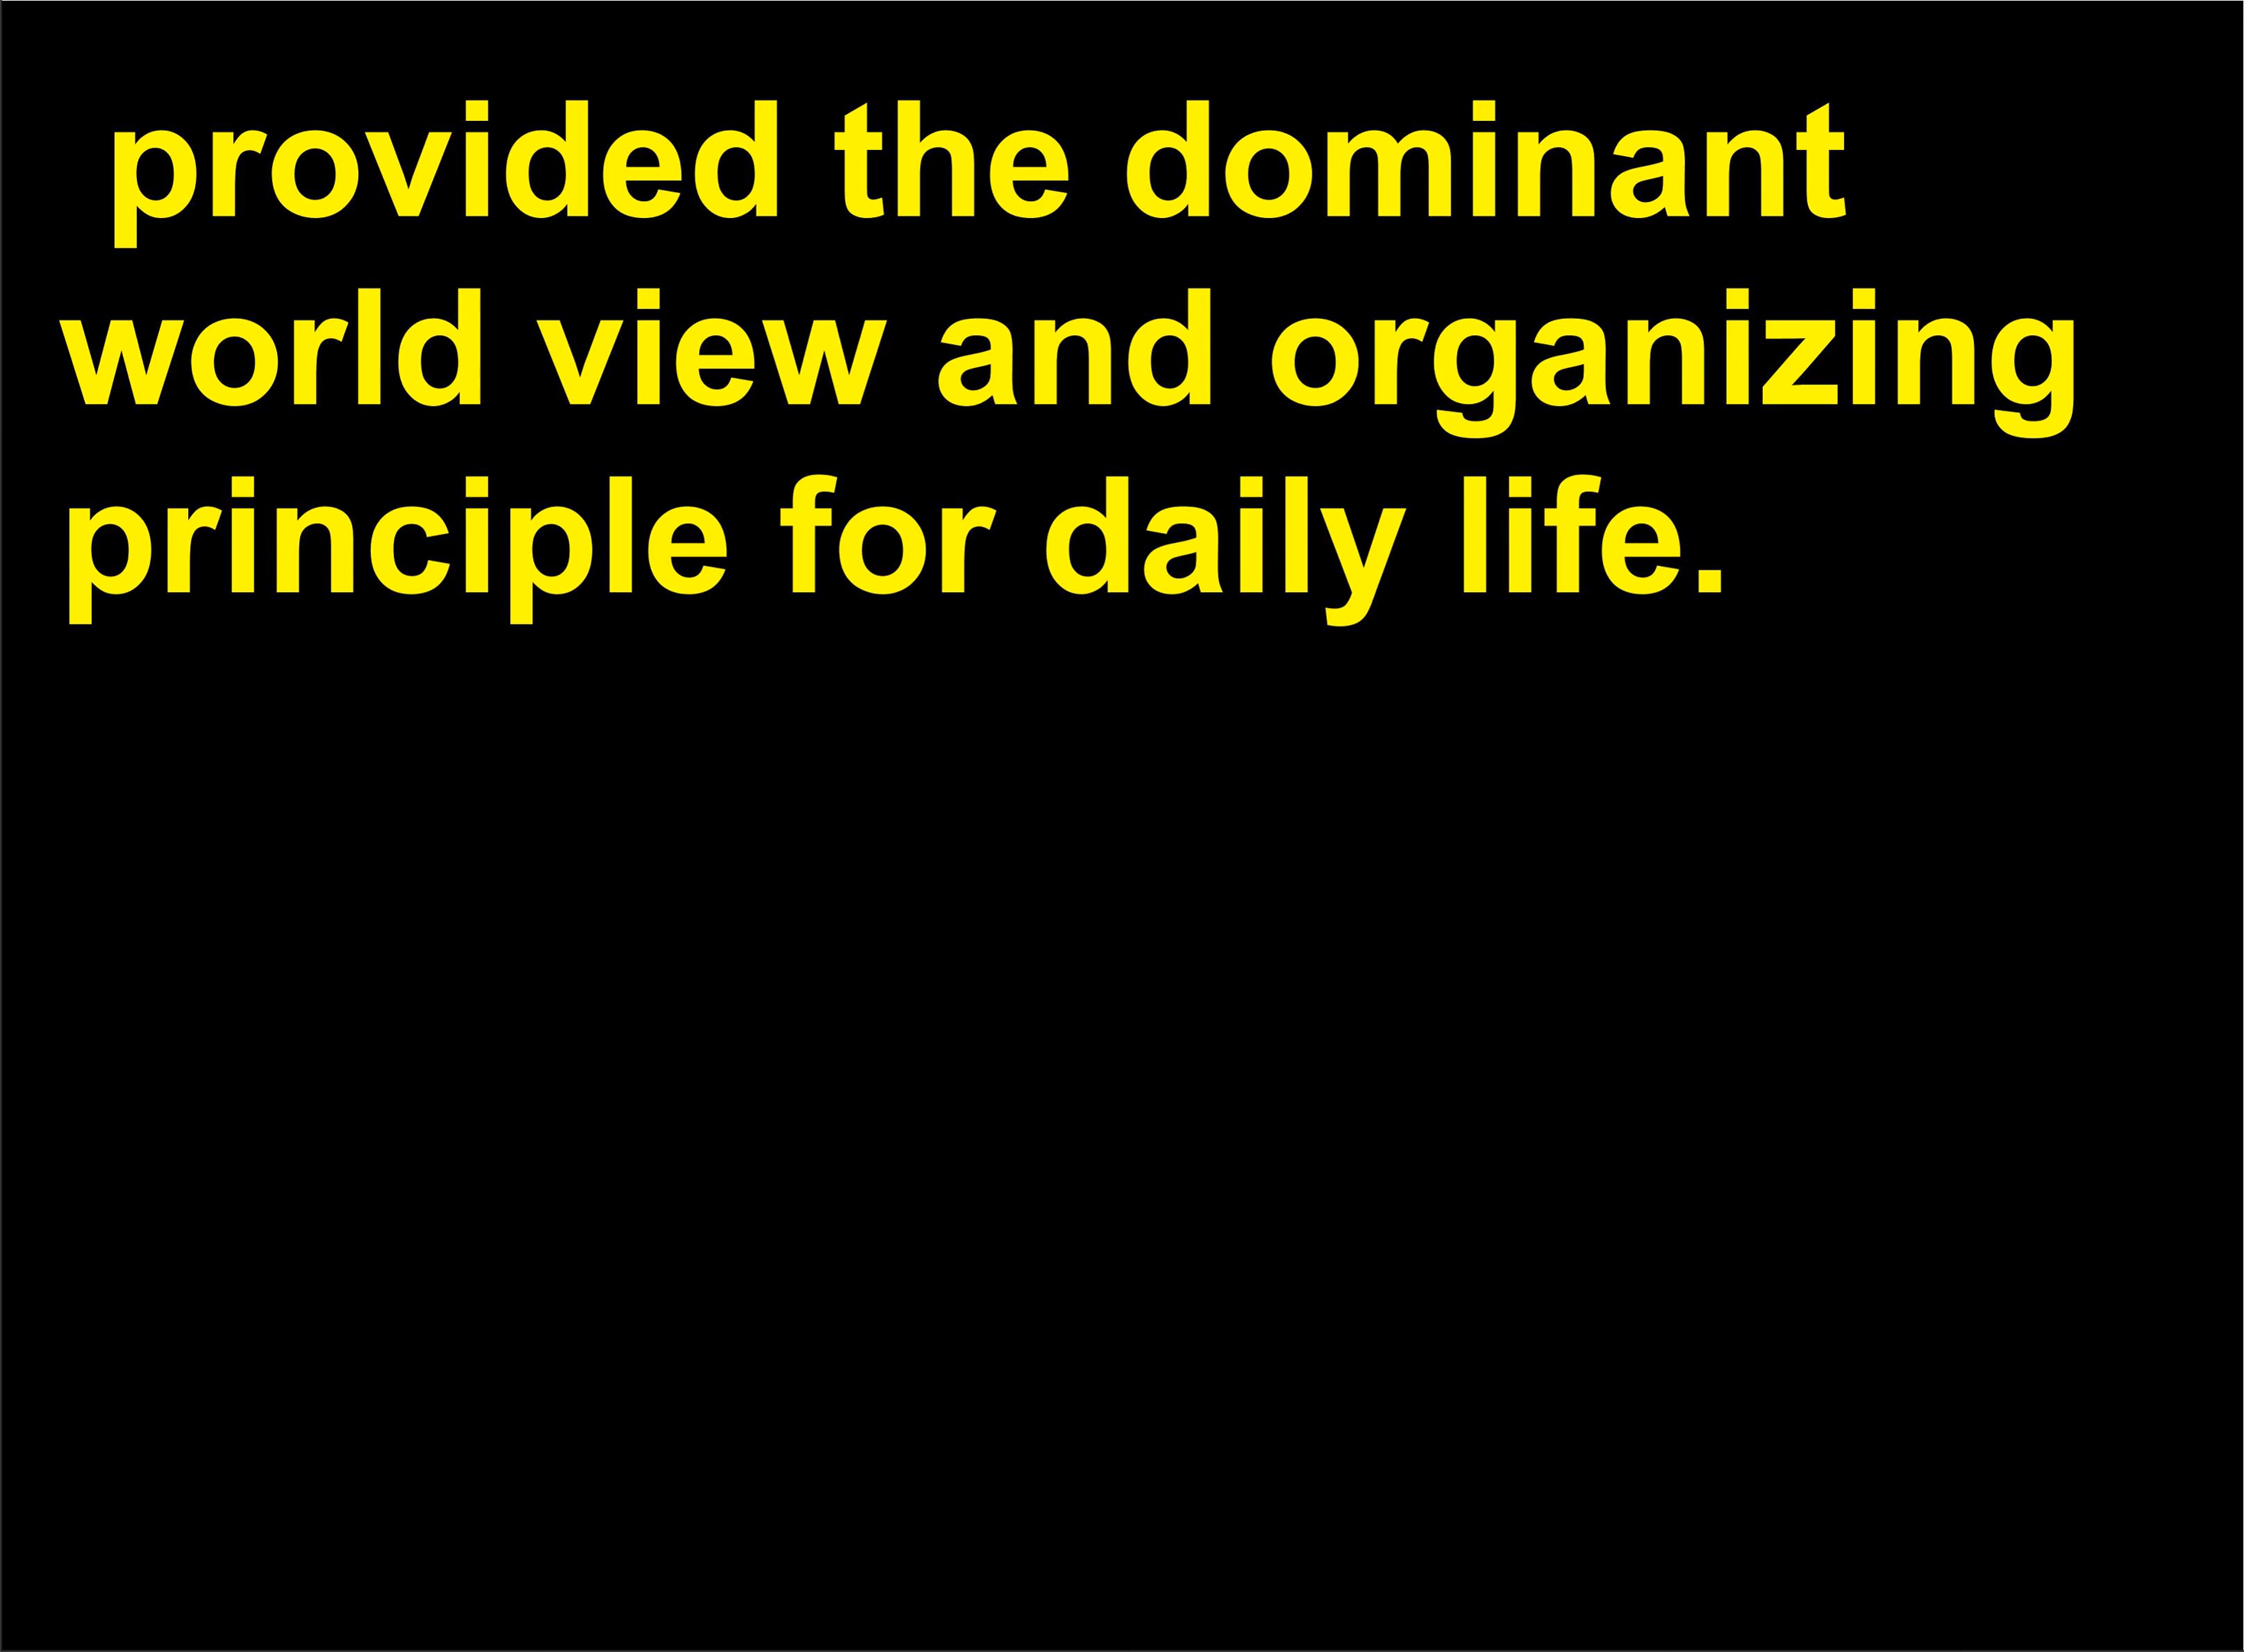 provided the dominant
world view and organizing
principle for daily life.